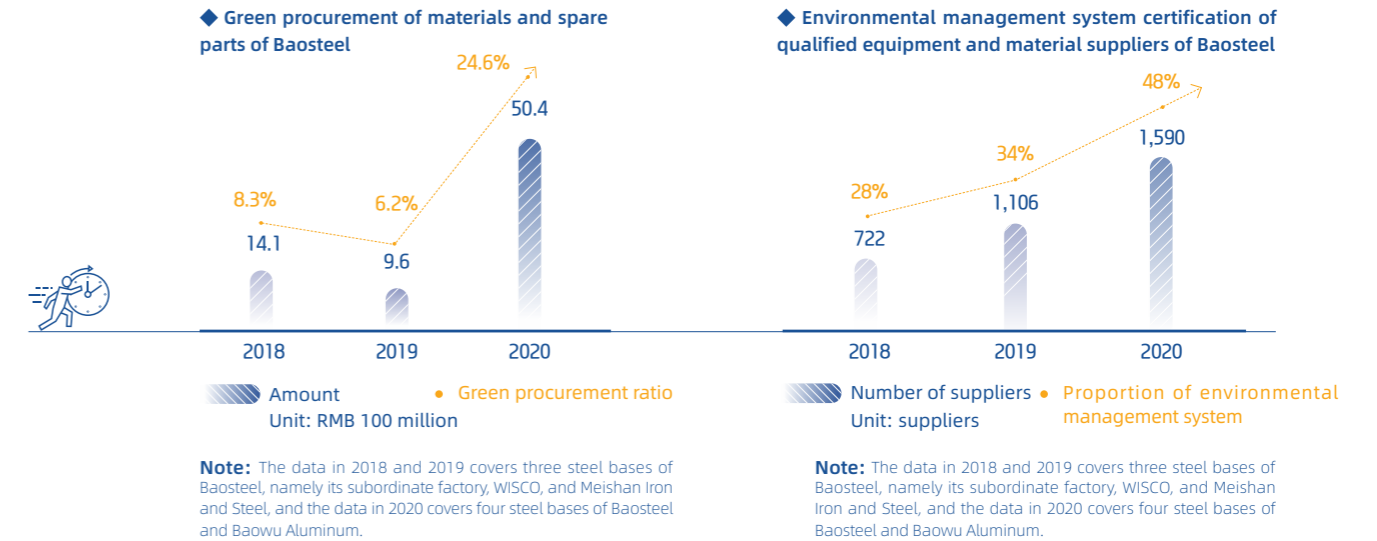 ◆ Green procurement of materials and spare
parts of Baosteel
24.6%
50.4
8.3%
6.2%
14.1
9.6
2018 2019 2020
Amount
Unit: RMB 100 million
● Green procurement ratio
Note: The data in 2018 and 2019 covers three steel bases of
Baosteel, namely its subordinate factory, WISCO, and Meishan Iron
and Steel, and the data in 2020 covers four steel bases of Baosteel
and Baowu Aluminum.
◆ Environmental management system certification of
qualified equipment and material suppliers of Baosteel
48%
1,590
34%
28%
1,106
722
2018 2019 2020
Number of suppliers
Unit: suppliers
● Proportion of environmental
management system
Note: The data in 2018 and 2019 covers three steel bases of
Baosteel, namely its subordinate factory, WISCO, and Meishan
Iron and Steel, and the data in 2020 covers four steel bases of
Baosteel and Baowu Aluminum.